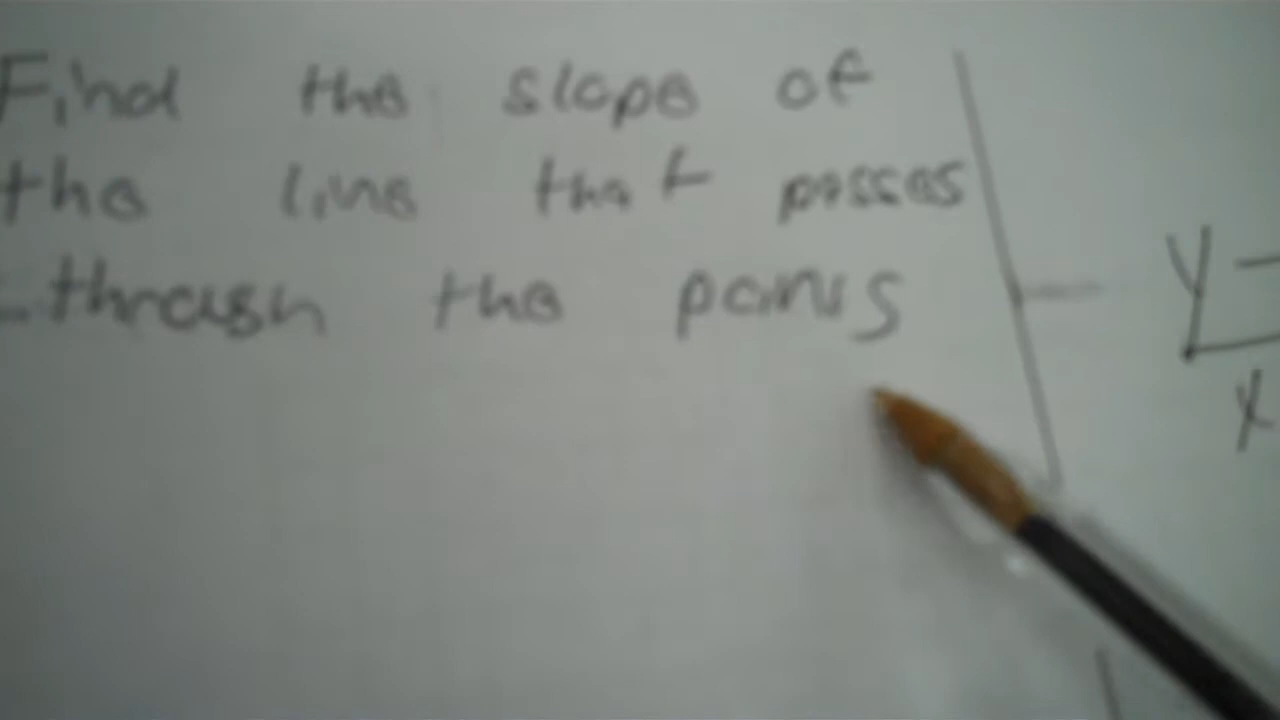 Find the slope of
the line that passes
through the points
y -
x